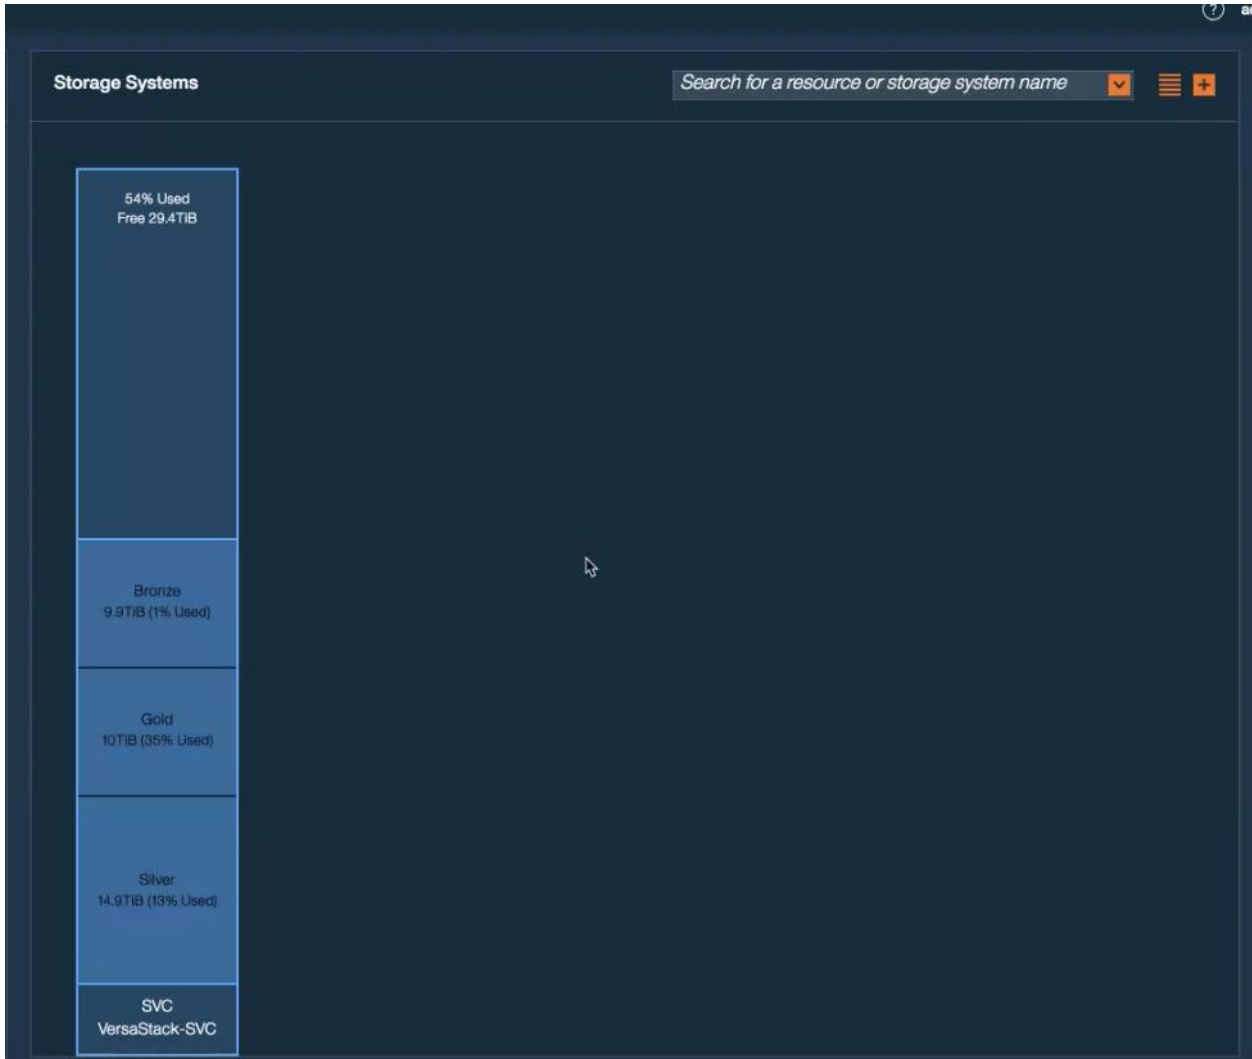 Storage Systems
Search for a resource or storage system name
54% Used
Free 29.4TiB
Bronze
9.9TiB (1% Used)
Gold
10TiB (35% Used)
Silver
14.9TiB (13% Used)
SVC
VersaStack-SVC